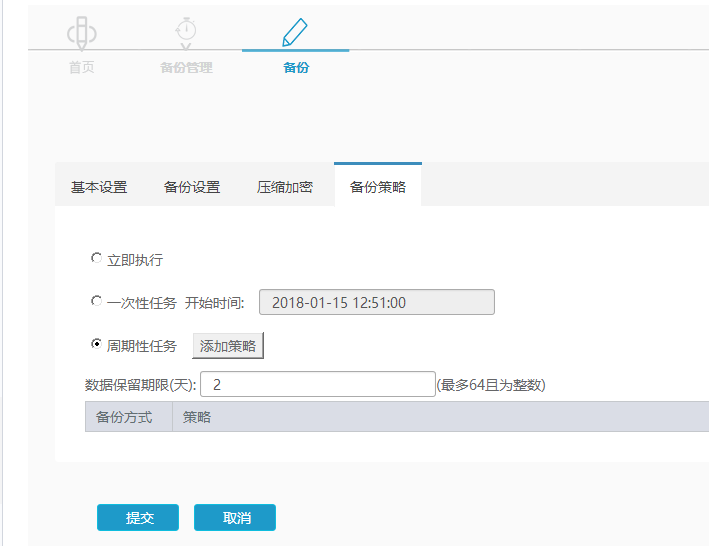 首页 备份管理 备份
基本设置 备份设置 压缩加密 备份策略
立即执行
一次性任务 开始时间: 2018-01-15 12:51:00
周期性任务 添加策略
数据保留期限(天): 2 (最多64且为整数)
备份方式 策略
提交 取消